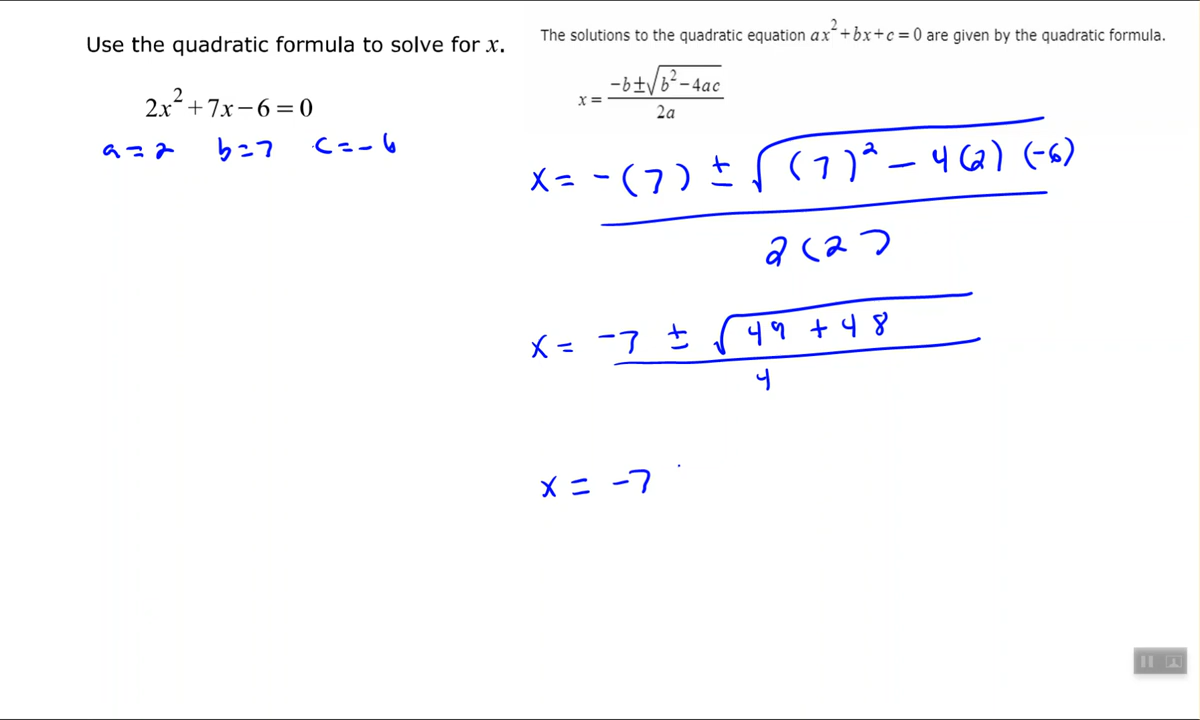 Use the quadratic formula to solve for x.
2x² + 7x − 6 = 0
a = 2 b = 7 c = -6
The solutions to the quadratic equation ax² + bx + c = 0 are given by the quadratic formula.
x = (-b ± √(b² - 4ac)) / 2a
x = -(7) ± √((7)² - 4(2)(-6))
2(2)
x = -7 ± √(49 + 48)
4
x = -7